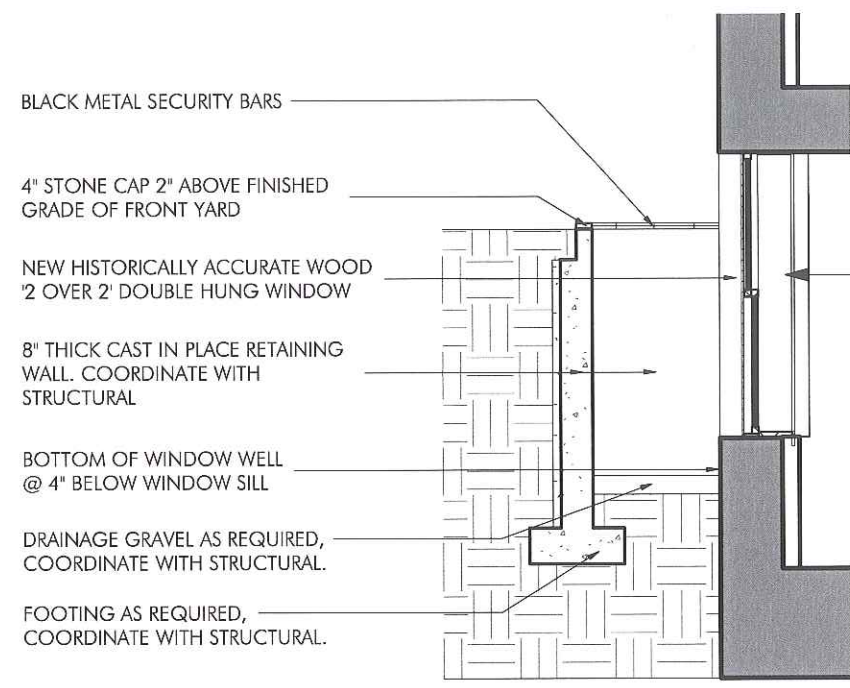 BLACK METAL SECURITY BARS
4" STONE CAP 2" ABOVE FINISHED
GRADE OF FRONT YARD
NEW HISTORICALLY ACCURATE WOOD
'2 OVER 2' DOUBLE HUNG WINDOW
8" THICK CAST IN PLACE RETAINING
WALL. COORDINATE WITH
STRUCTURAL
BOTTOM OF WINDOW WELL
@ 4" BELOW WINDOW SILL
DRAINAGE GRAVEL AS REQUIRED,
COORDINATE WITH STRUCTURAL.
FOOTING AS REQUIRED,
COORDINATE WITH STRUCTURAL.